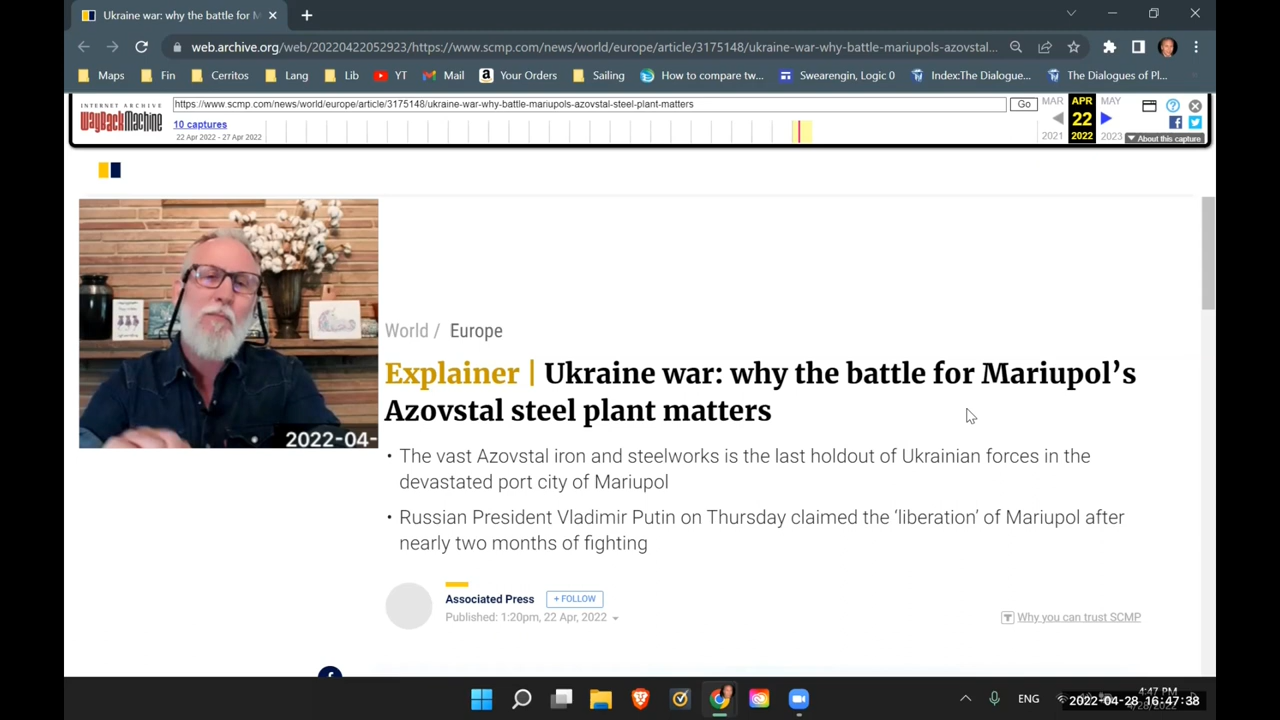 Ukraine war: why the battle for M
web.archive.org/web/20220422052923/https://www.scmp.com/news/world/europe/article/3175148/ukraine-war-why-battle-mariupols-azovstal...
Maps Fin Cerritos Lang Lib YT Mail Your Orders Sailing How to compare tw... Swearengin, Logic 0 Index:The Dialogue... The Dialogues of Pl...
INTERNET ARCHIVE
WayBackMachine
https://www.scmp.com/news/world/europe/article/3175148/ukraine-war-why-battle-mariupols-azovstal-steel-plant-matters
Go
MAR APR MAY
10 captures
22
22 Apr 2022 - 27 Apr 2022
2021 2022 2023
About this capture
World / Europe
Explainer | Ukraine war: why the battle for Mariupol’s
Azovstal steel plant matters
• The vast Azovstal iron and steelworks is the last holdout of Ukrainian forces in the
devastated port city of Mariupol
• Russian President Vladimir Putin on Thursday claimed the ‘liberation’ of Mariupol after
nearly two months of fighting
2022-04-
Associated Press + FOLLOW
Published: 1:20pm, 22 Apr, 2022
Why you can trust SCMP
ENG
4:47 PM
2022-04-28 16:47:38